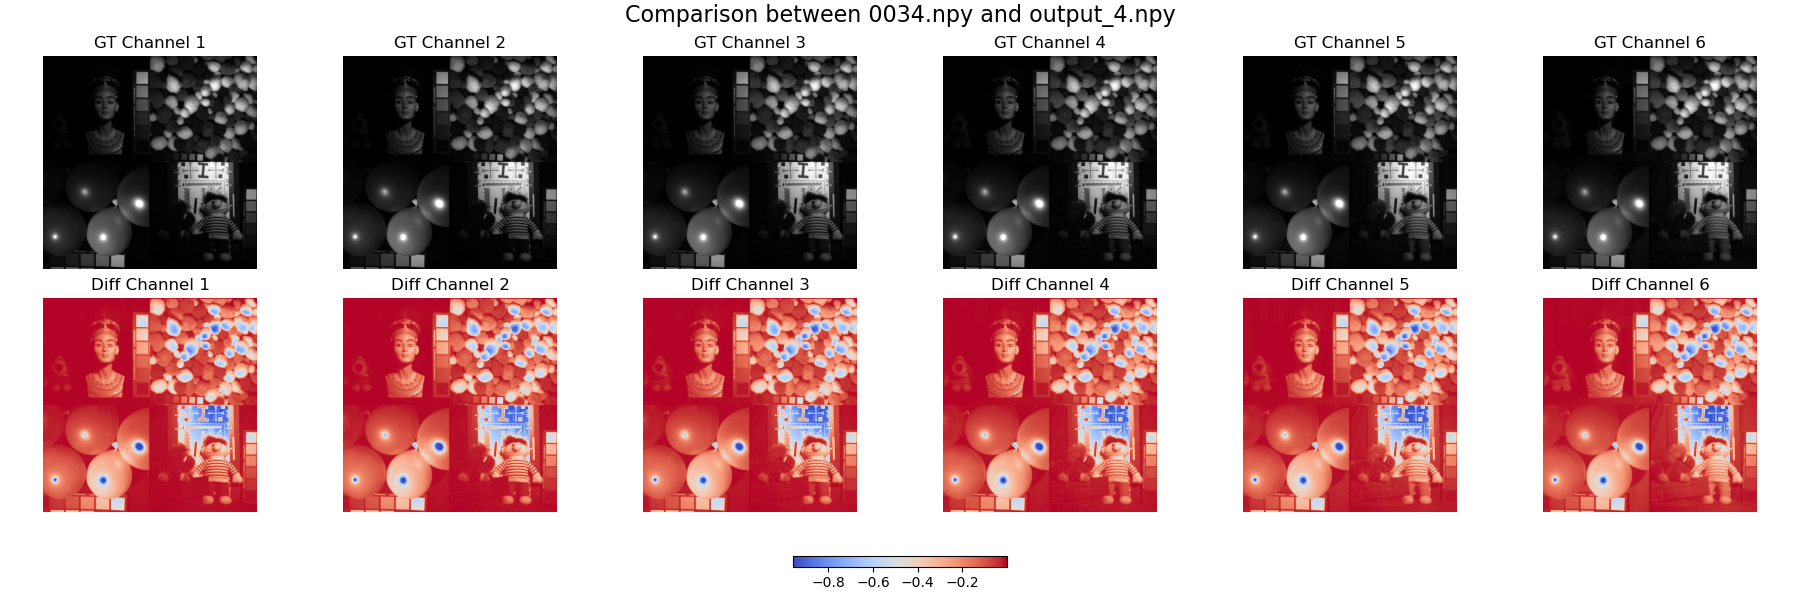 Comparison between 0034.npy and output_4.npy
GT Channel 1
GT Channel 2
GT Channel 3
GT Channel 4
GT Channel 5
GT Channel 6
Diff Channel 1
Diff Channel 2
Diff Channel 3
Diff Channel 4
Diff Channel 5
Diff Channel 6
−0.8 −0.6 −0.4 −0.2